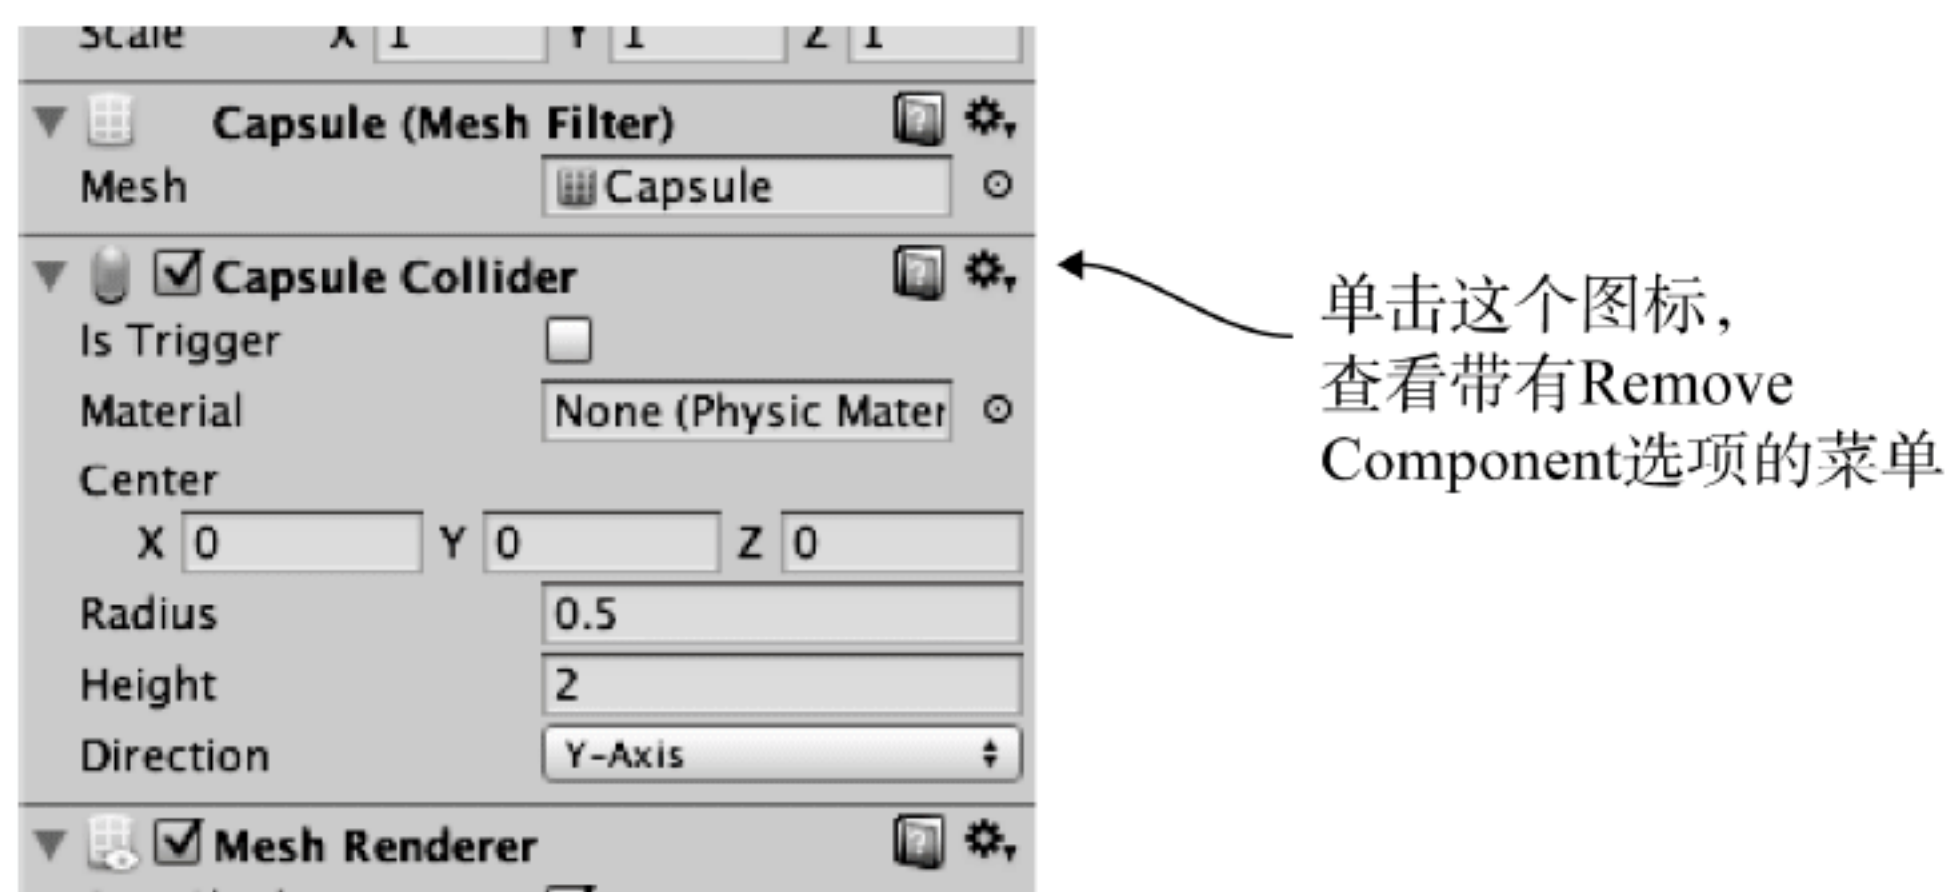 Scale X 1 Y 1 Z 1
Capsule (Mesh Filter)
Mesh Capsule
Capsule Collider
Is Trigger
Material None (Physic Mater
Center
X 0 Y 0 Z 0
Radius 0.5
Height 2
Direction Y-Axis
Mesh Renderer
单击这个图标，
查看带有Remove
Component选项的菜单